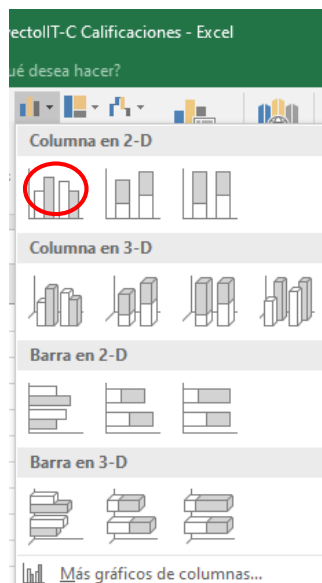 vectoIIT-C Calificaciones - Excel
ué desea hacer?
Columna en 2-D
Columna en 3-D
Barra en 2-D
Barra en 3-D
Más gráficos de columnas...